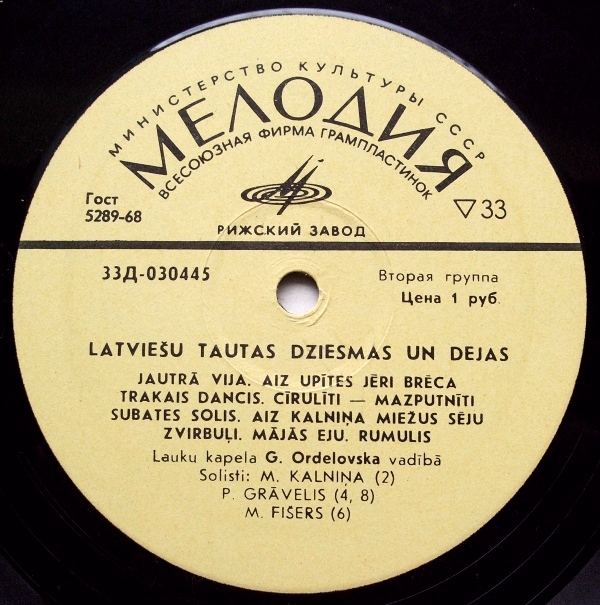 МИНИСТЕРСТВО КУЛЬТУРЫ СССР
МЕЛОДИЯ
ВСЕСОЮЗНАЯ ФИРМА ГРАМПЛАСТИНОК
Гост
5289-68
▽33
РИЖСКИЙ ЗАВОД
33Д-030445
Вторая группа
Цена 1 руб.
LATVIEŠU TAUTAS DZIESMAS UN DEJAS
JAUTRĀ VIJA. AIZ UPĪTES JĒRI BRĒCA
TRAKAIS DANCIS. CĪRULĪTI — MAZPUTNĪTI
SUBATES SOLIS. AIZ KALNIŅA MIEŽUS SĒJU
ZVIRBUĻI. MĀJĀS EJU. RUMULIS
Lauku kapela G. Ordelovska vadībā
Solisti: M. KALNIŅA (2)
P. GRĀVELIS (4, 8)
M. FIŠERS (6)